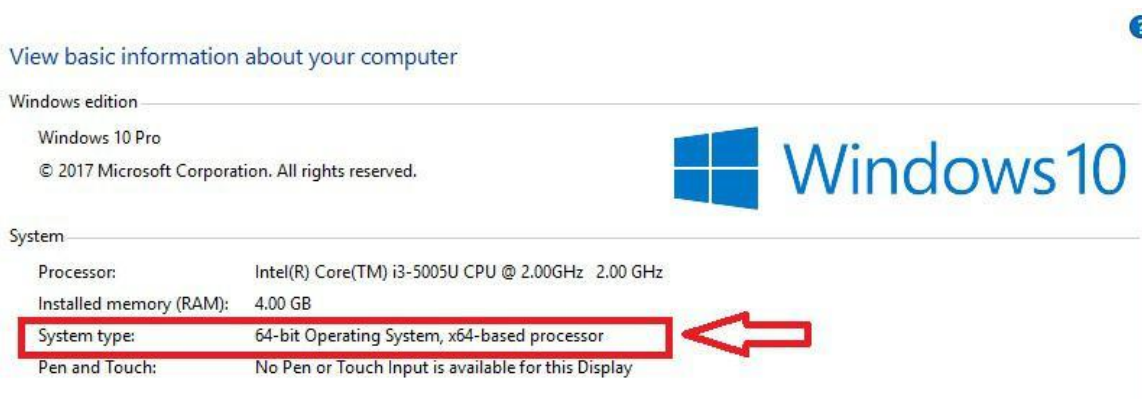 View basic information about your computer
Windows edition
Windows 10 Pro
© 2017 Microsoft Corporation. All rights reserved.
Windows 10
System
Processor: Intel(R) Core(TM) i3-5005U CPU @ 2.00GHz 2.00 GHz
Installed memory (RAM): 4.00 GB
System type: 64-bit Operating System, x64-based processor
Pen and Touch: No Pen or Touch Input is available for this Display